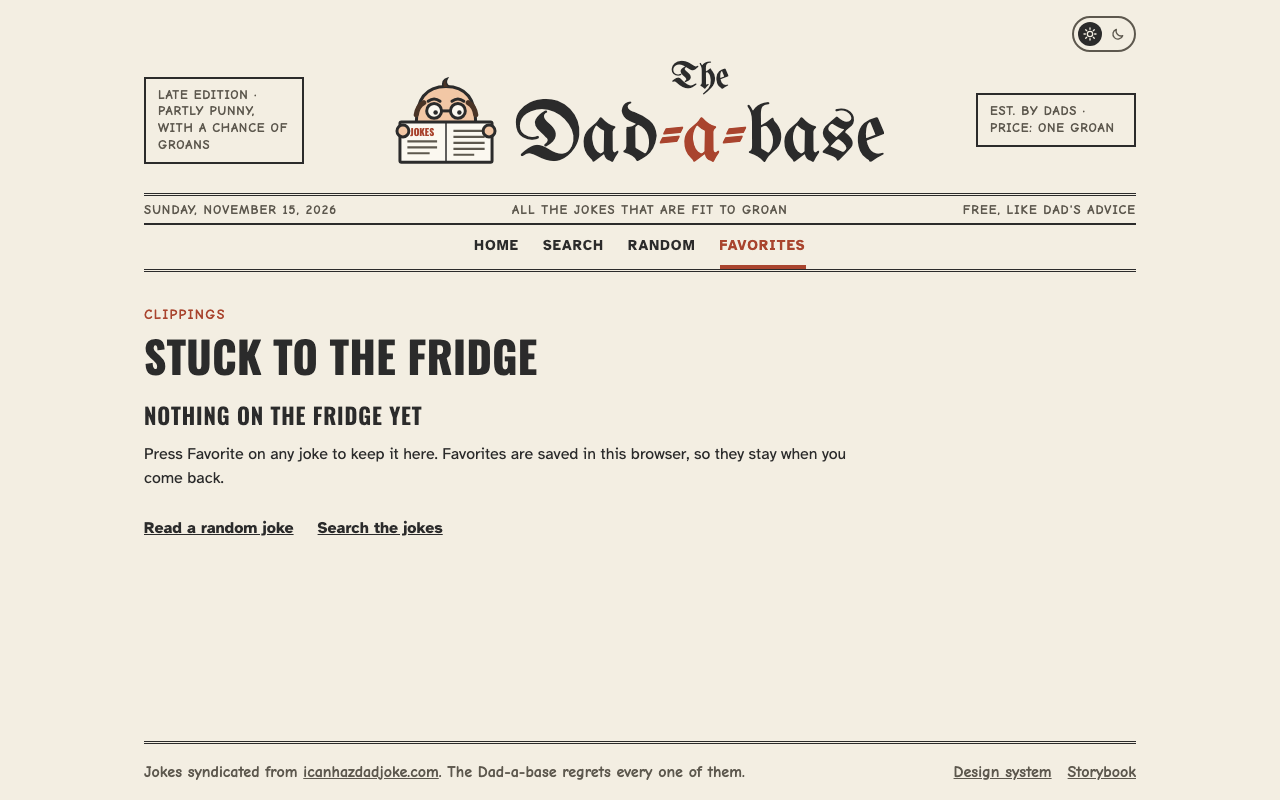 LATE EDITION ·
PARTLY PUNNY,
WITH A CHANCE OF
GROANS
JOKES
The
Dad-a-base
EST. BY DADS ·
PRICE: ONE GROAN
SUNDAY, NOVEMBER 15, 2026
ALL THE JOKES THAT ARE FIT TO GROAN
FREE, LIKE DAD'S ADVICE
HOME SEARCH RANDOM FAVORITES
CLIPPINGS
STUCK TO THE FRIDGE
NOTHING ON THE FRIDGE YET
Press Favorite on any joke to keep it here. Favorites are saved in this browser, so they stay when you
come back.
Read a random joke Search the jokes
Jokes syndicated from icanhazdadjoke.com. The Dad-a-base regrets every one of them.
Design system Storybook